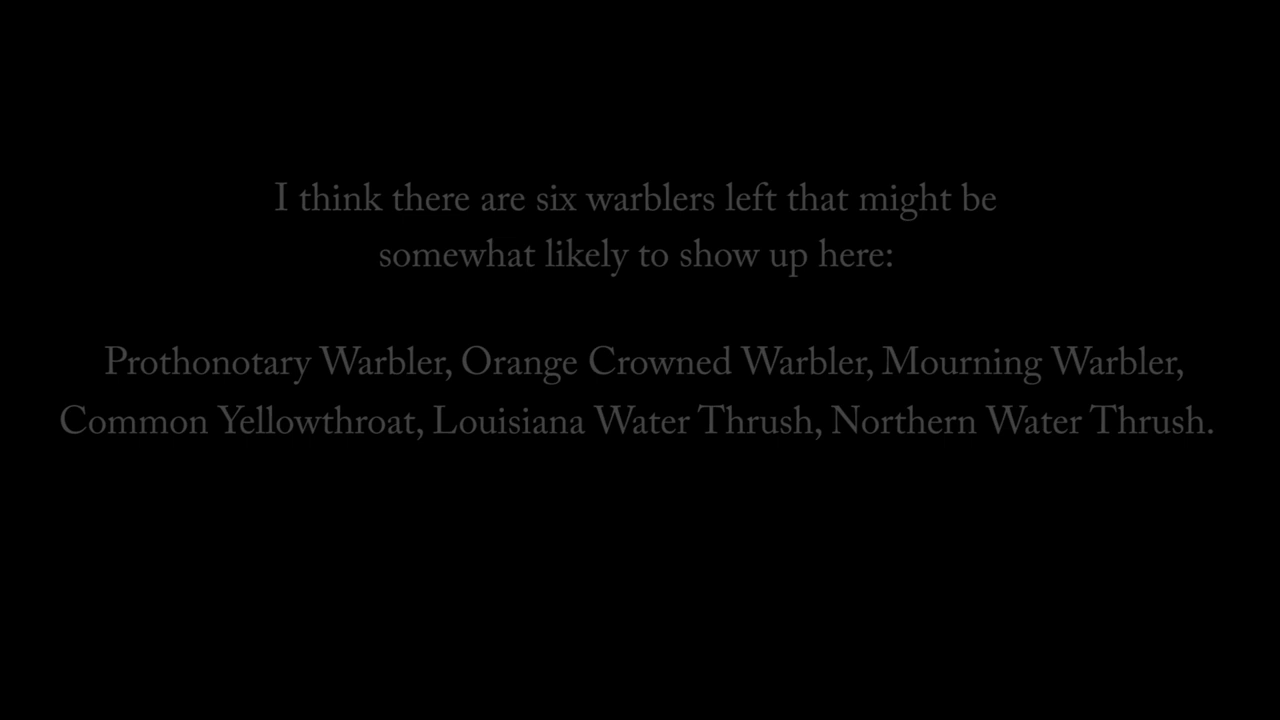 I think there are six warblers left that might be
somewhat likely to show up here:
Prothonotary Warbler, Orange Crowned Warbler, Mourning Warbler,
Common Yellowthroat, Louisiana Water Thrush, Northern Water Thrush.